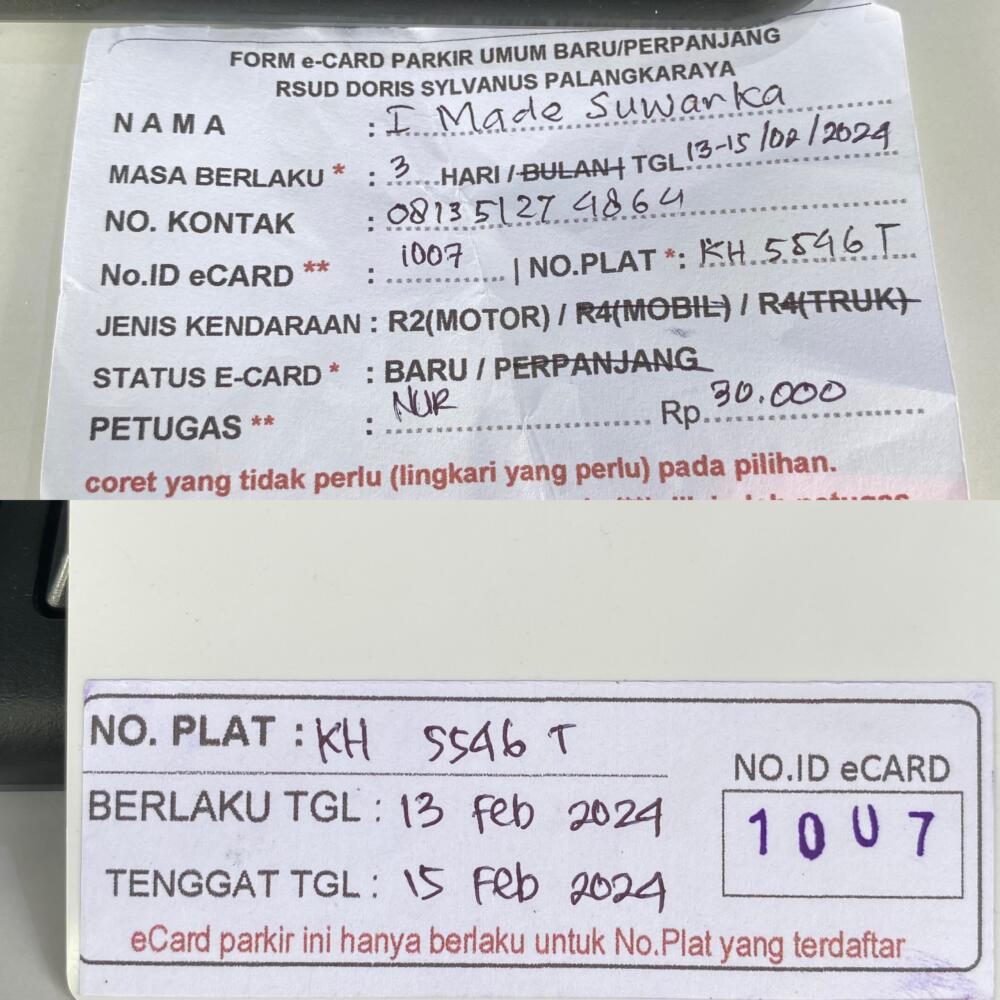 FORM e-CARD PARKIR UMUM BARU/PERPANJANG
RSUD DORIS SYLVANUS PALANGKARAYA
NAMA : I Made Suwarka
MASA BERLAKU * : 3 HARI / BULAN TGL 13-15/02/2024
NO. KONTAK : 081351274864
No.ID eCARD ** : 1007 | NO.PLAT *: KH 5546 T
JENIS KENDARAAN : R2(MOTOR) / R4(MOBIL) / R4(TRUK)
STATUS E-CARD * : BARU / PERPANJANG
PETUGAS ** : NUR Rp 30.000
coret yang tidak perlu (lingkari yang perlu) pada pilihan.
NO. PLAT : KH 5546 T
BERLAKU TGL : 13 Feb 2024
NO.ID eCARD
1007
TENGGAT TGL : 15 Feb 2024
eCard parkir ini hanya berlaku untuk No.Plat yang terdaftar